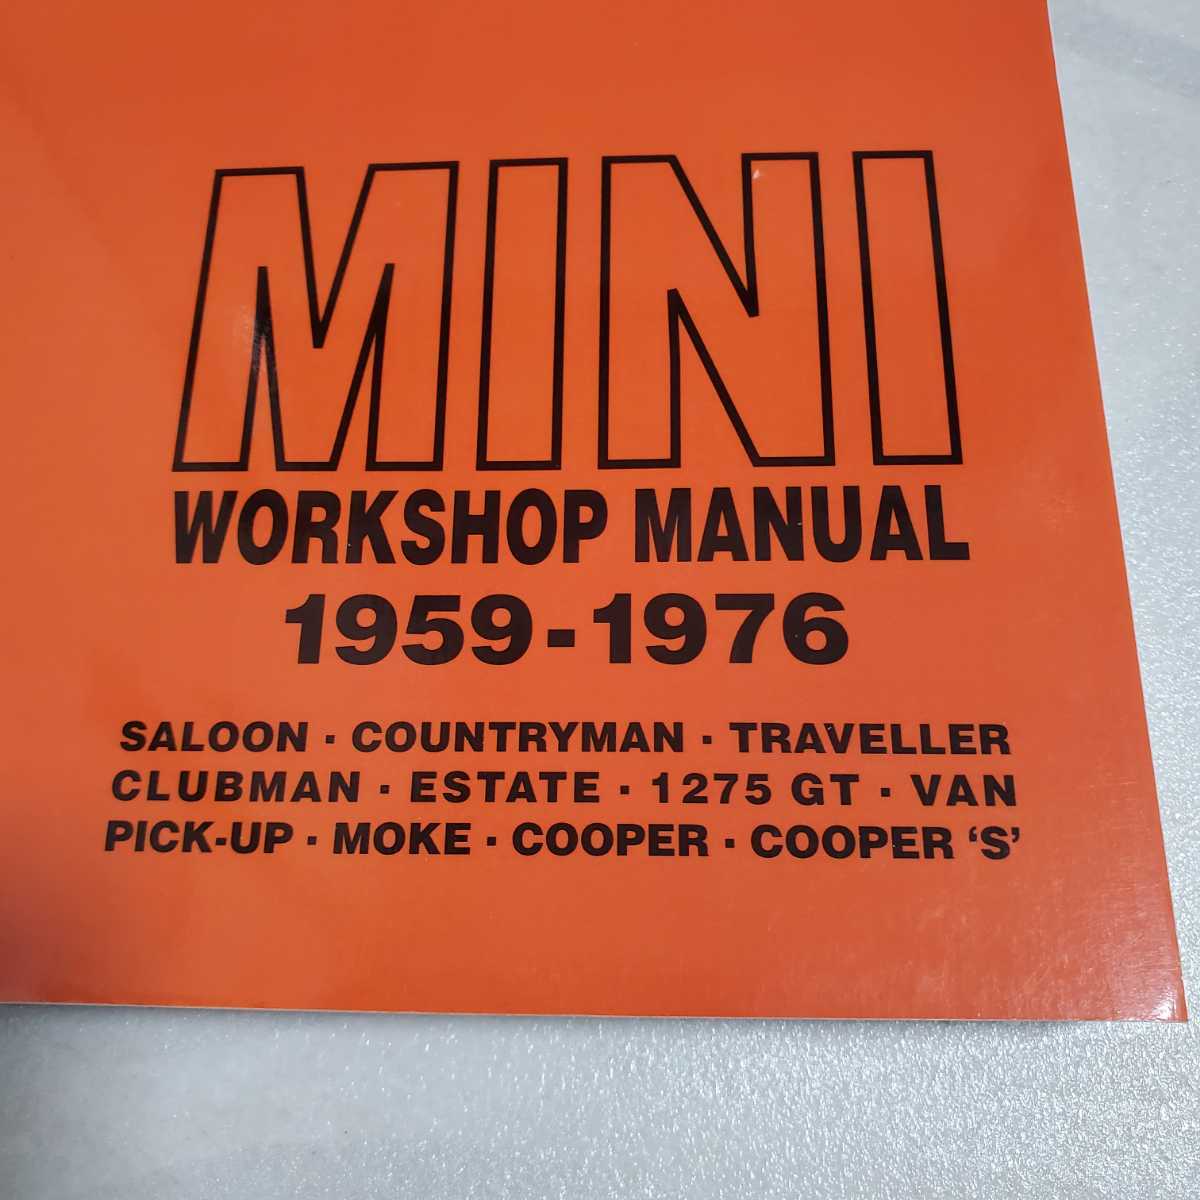 MINI
WORKSHOP MANUAL
1959-1976
SALOON · COUNTRYMAN · TRAVELLER
CLUBMAN · ESTATE · 1275 GT · VAN
PICK-UP · MOKE · COOPER · COOPER ‘S’